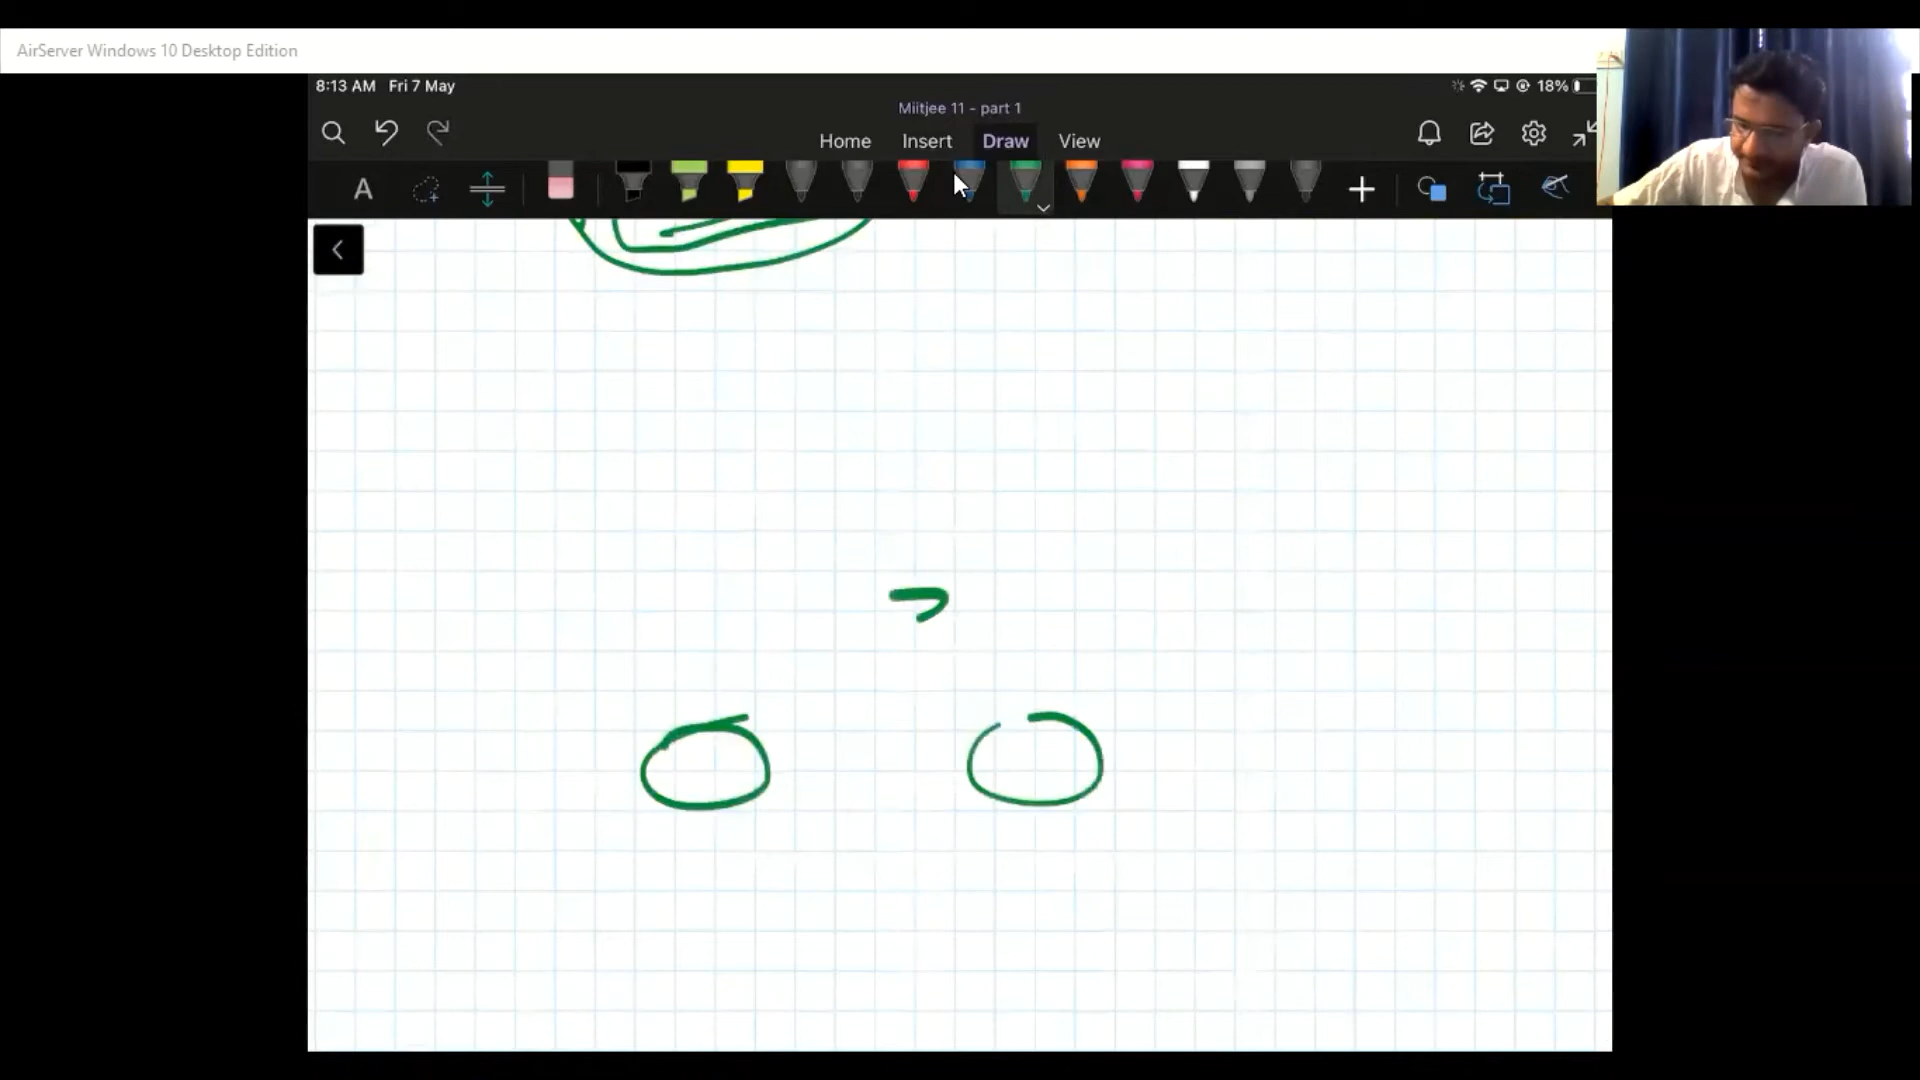 AirServer Windows 10 Desktop Edition
8:13 AM Fri 7 May
18%
Miitjee 11 - part 1
Home Insert Draw View
A